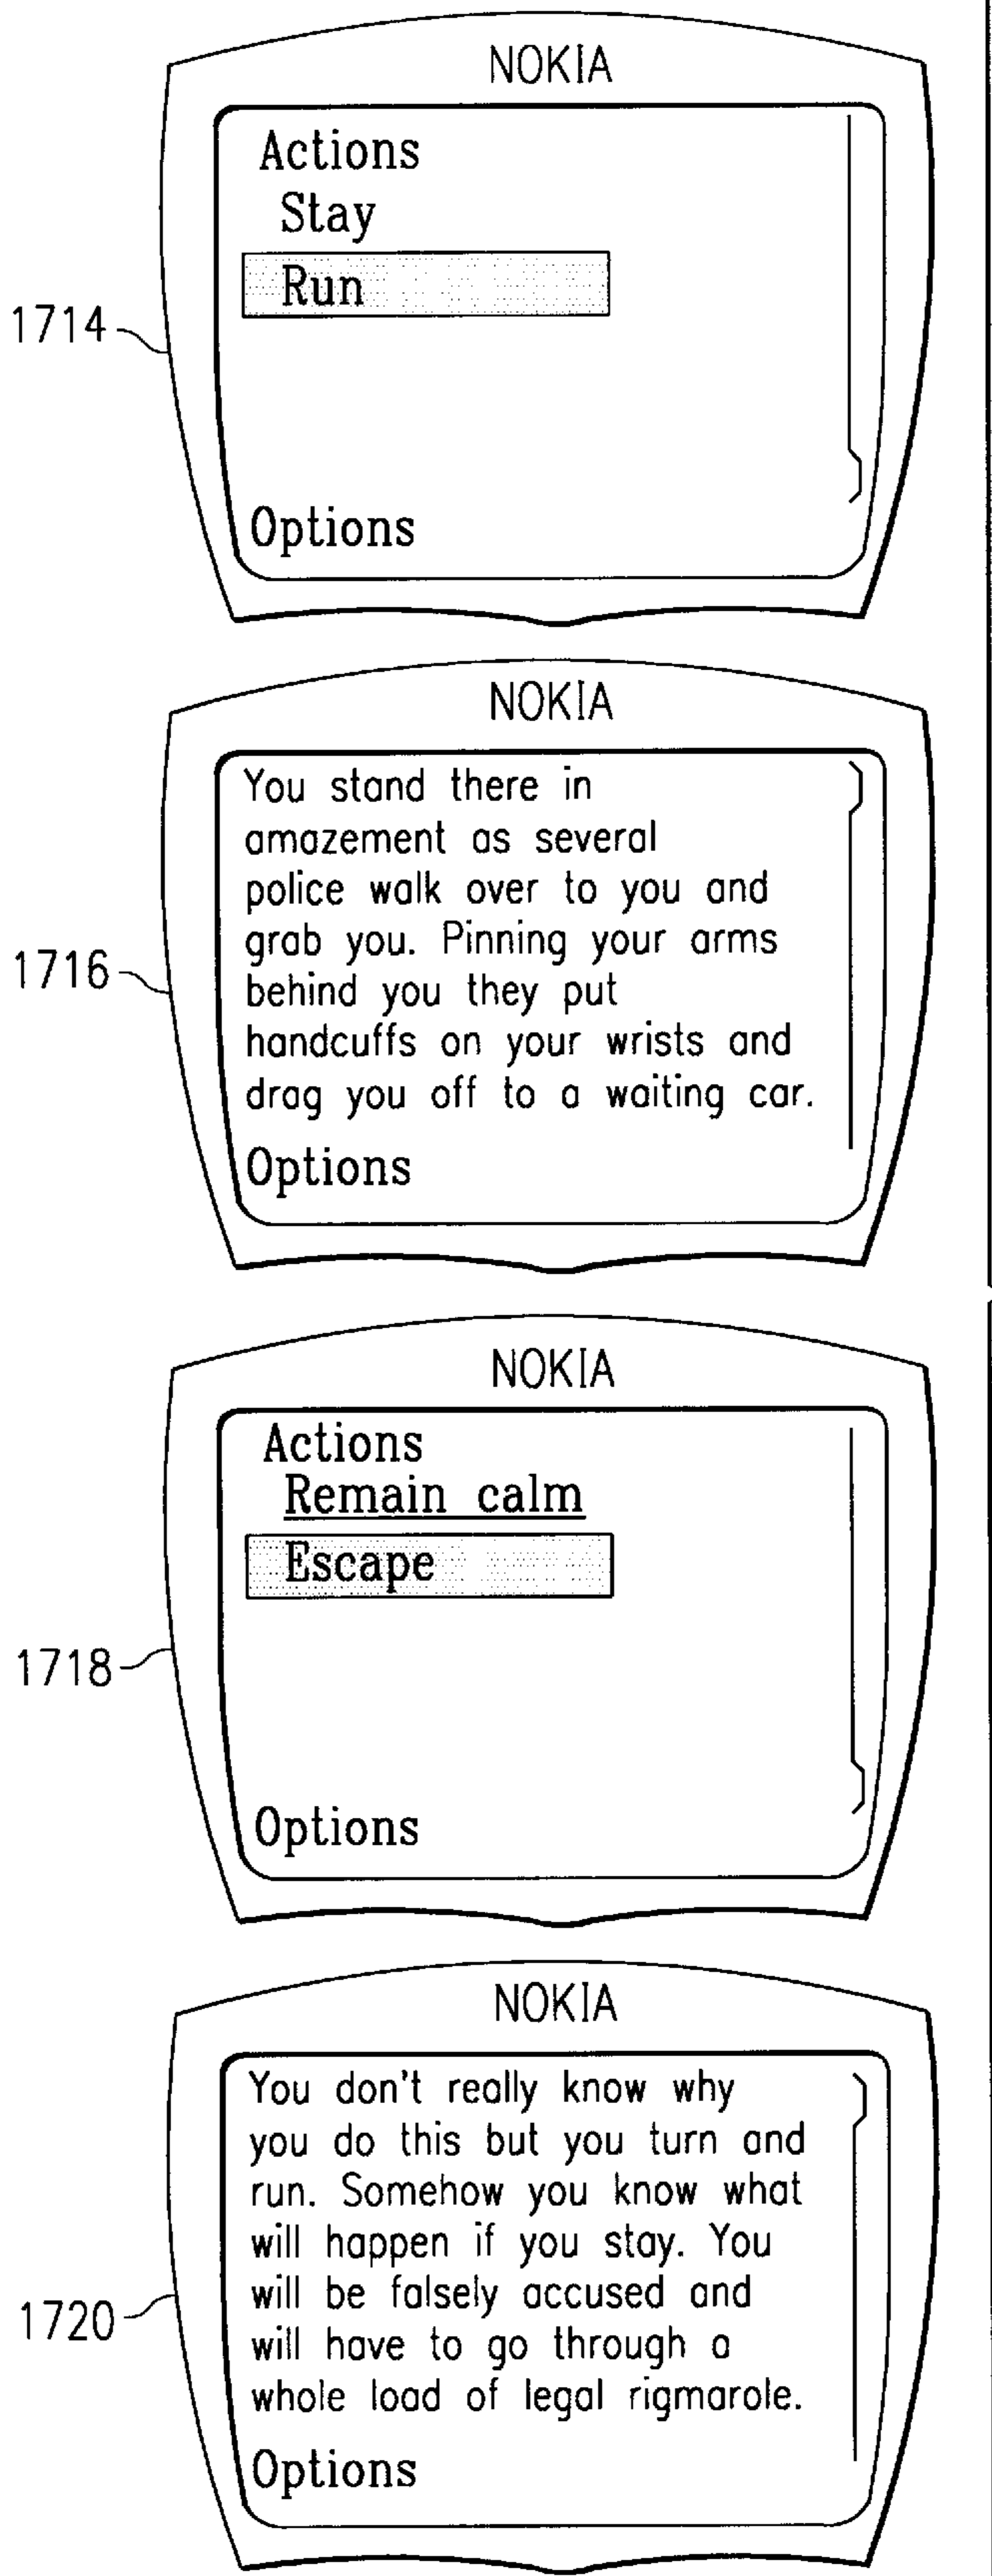 NOKIA
Actions
Stay
Run
1714
Options
NOKIA
You stand there in
amazement as several
police walk over to you and
grab you. Pinning your arms
1716
behind you they put
handcuffs on your wrists and
drag you off to a waiting car.
Options
NOKIA
Actions
Remain calm
Escape
1718
Options
NOKIA
You don't really know why
you do this but you turn and
run. Somehow you know what
will happen if you stay. You
will be falsely accused and
1720
will have to go through a
whole load of legal rigmarole.
Options